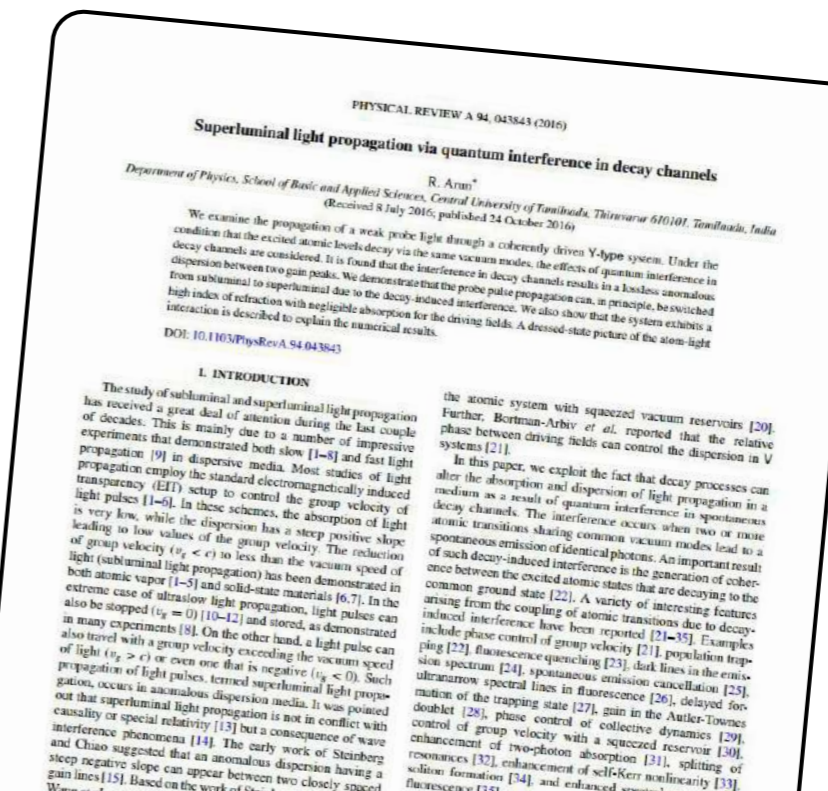 PHYSICAL REVIEW A 94, 043843 (2016)
Superluminal light propagation via quantum interference in decay channels
R. Arun*
Department of Physics, School of Basic and Applied Sciences, Central University of Tamilnadu, Thiruvarur 610101, Tamilnadu, India
(Received 8 July 2016; published 24 October 2016)
We examine the propagation of a weak probe light through a coherently driven Y-type system. Under the
condition that the excited atomic levels decay via the same vacuum modes, the effects of quantum interference in
decay channels are considered. It is found that the interference in decay channels results in a lossless anomalous
dispersion between two gain peaks. We demonstrate that the probe pulse propagation can, in principle, be switched
from subluminal to superluminal due to the decay-induced interference. We also show that the system exhibits a
high index of refraction with negligible absorption for the driving fields. A dressed-state picture of the atom-light
interaction is described to explain the numerical results.
DOI: 10.1103/PhysRevA.94.043843
I. INTRODUCTION
The study of subluminal and superluminal light propagation
has received a great deal of attention during the last couple
of decades. This is mainly due to a number of impressive
experiments that demonstrated both slow [1–8] and fast light
propagation [9] in dispersive media. Most studies of light
propagation employ the standard electromagnetically induced
transparency (EIT) setup to control the group velocity of
light pulses [1–6]. In these schemes, the absorption of light
is very low, while the dispersion has a steep positive slope
leading to low values of the group velocity. The reduction
of group velocity (vg < c) to less than the vacuum speed of
light (subluminal light propagation) has been demonstrated in
both atomic vapor [1–5] and solid-state materials [6,7]. In the
extreme case of ultraslow light propagation, light pulses can
also be stopped (vg = 0) [10–12] and stored, as demonstrated
in many experiments [8]. On the other hand, a light pulse can
also travel with a group velocity exceeding the vacuum speed
of light (vg > c) or even one that is negative (vg < 0). Such
propagation of light pulses, termed superluminal light propa-
gation, occurs in anomalous dispersion media. It was pointed
out that superluminal light propagation is not in conflict with
causality or special relativity [13] but a consequence of wave
interference phenomena [14]. The early work of Steinberg
and Chiao suggested that an anomalous dispersion having a
steep negative slope can appear between two closely spaced
gain lines [15]. Based on the work of
the atomic system with squeezed vacuum reservoirs [20].
Further, Bortman-Arbiv et al. reported that the relative
phase between driving fields can control the dispersion in V
systems [21].
In this paper, we exploit the fact that decay processes can
alter the absorption and dispersion of light propagation in a
medium as a result of quantum interference in spontaneous
decay channels. The interference occurs when two or more
atomic transitions sharing common vacuum modes lead to a
spontaneous emission of identical photons. An important result
of such decay-induced interference is the generation of coher-
ence between the excited atomic states that are decaying to the
common ground state [22]. A variety of interesting features
arising from the coupling of atomic transitions due to decay-
induced interference have been reported [21–35]. Examples
include phase control of group velocity [21], population trap-
ping [22], fluorescence quenching [23], dark lines in the emis-
sion spectrum [24], spontaneous emission cancellation [25],
ultranarrow spectral lines in fluorescence [26], delayed for-
mation of the trapping state [27], gain in the Autler-Townes
doublet [28], phase control of collective dynamics [29],
control of group velocity with a squeezed reservoir [30],
enhancement of two-photon absorption [31], splitting of
resonances [32], enhancement of self-Kerr nonlinearity [33],
soliton formation [34], and enhanced
fluorescence [35]